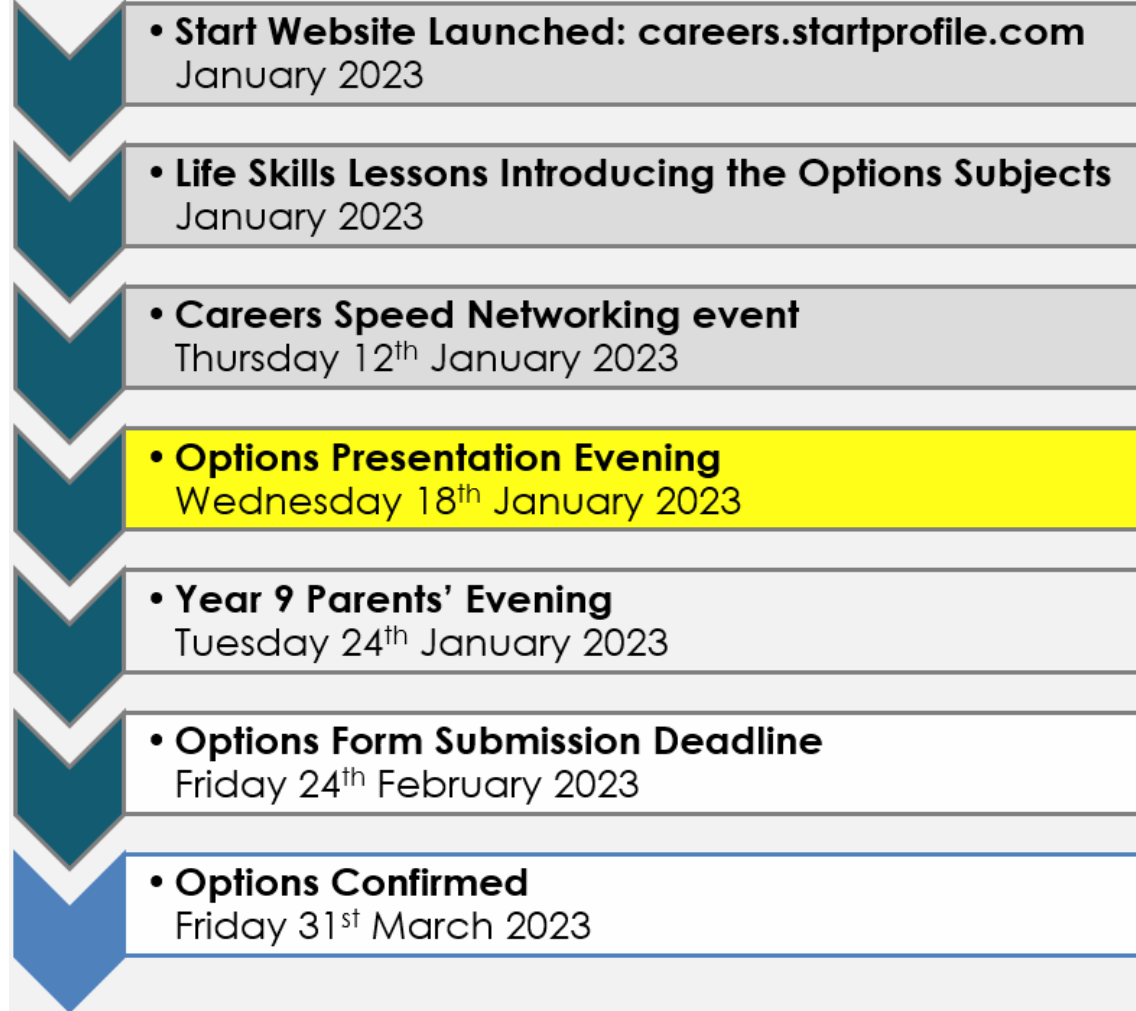 • Start Website Launched: careers.startprofile.com
January 2023
• Life Skills Lessons Introducing the Options Subjects
January 2023
• Careers Speed Networking event
Thursday 12th January 2023
• Options Presentation Evening
Wednesday 18th January 2023
• Year 9 Parents’ Evening
Tuesday 24th January 2023
• Options Form Submission Deadline
Friday 24th February 2023
• Options Confirmed
Friday 31st March 2023